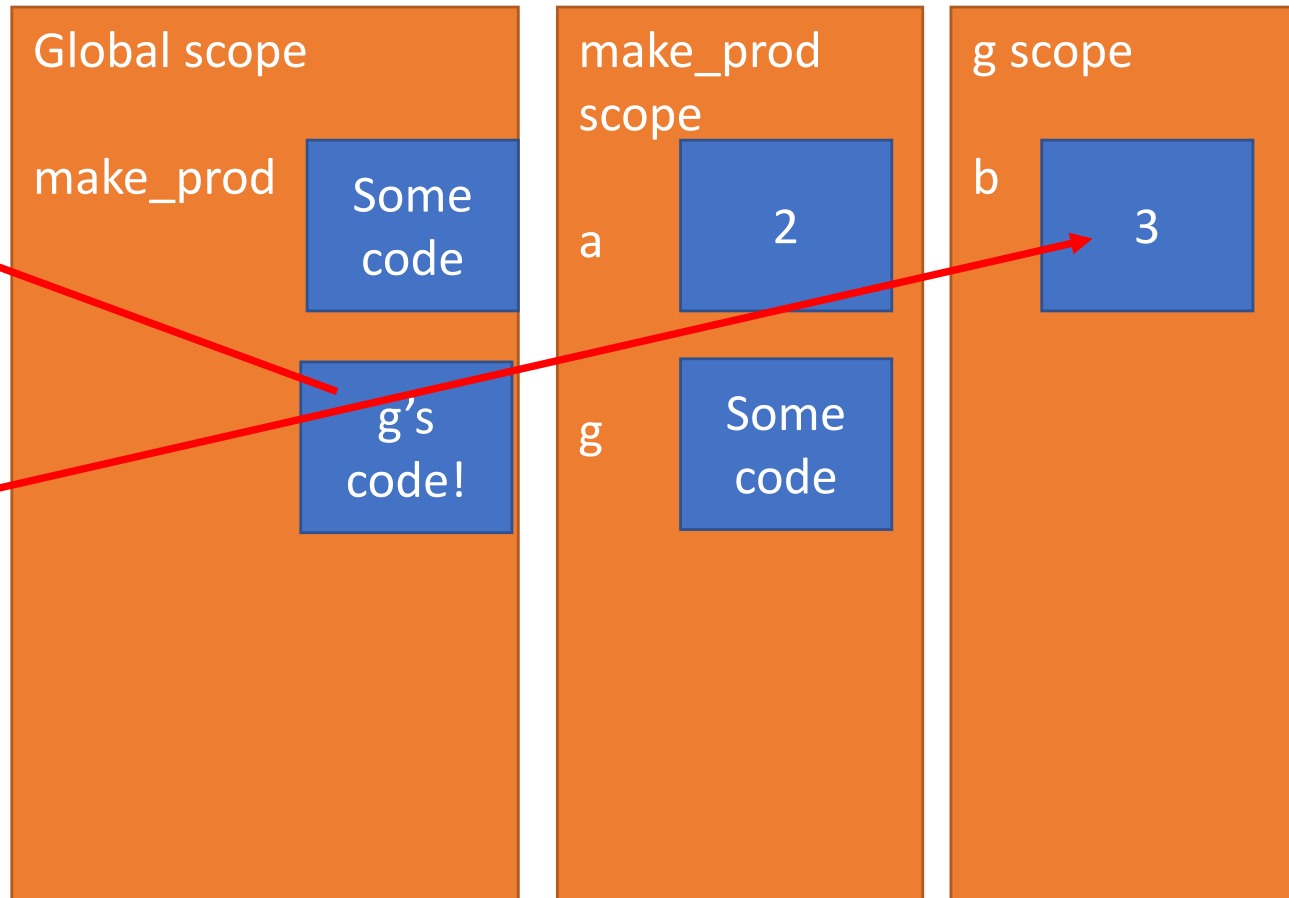 Global scope
make_prod
Some
code
g’s
code!
make_prod
scope
a
2
g
Some
code
g scope
b
3